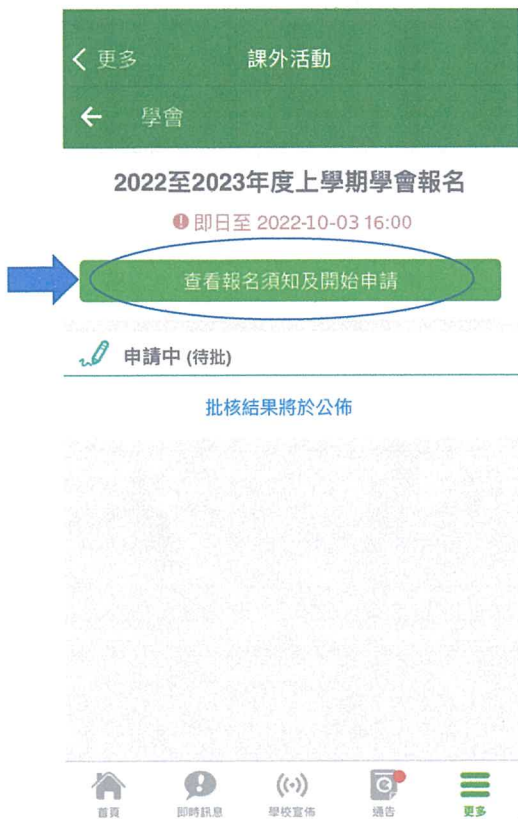 更多
課外活動
學會
2022至2023年度上學期學會報名
即日至 2022-10-03 16:00
查看報名須知及開始申請
申請中 (待批)
批核結果將於公佈
首頁
即時訊息
學校宣佈
通告
更多